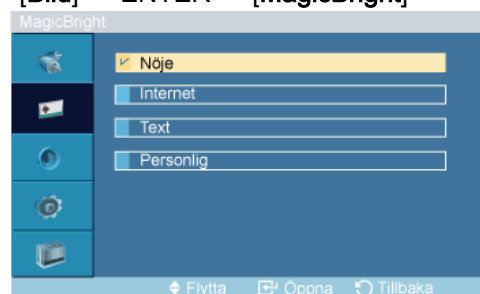 [Bild] ENTER [MagicBright]
MagicBright
Nöje
Internet
Text
Personlig
Flytta Öppna Tillbaka